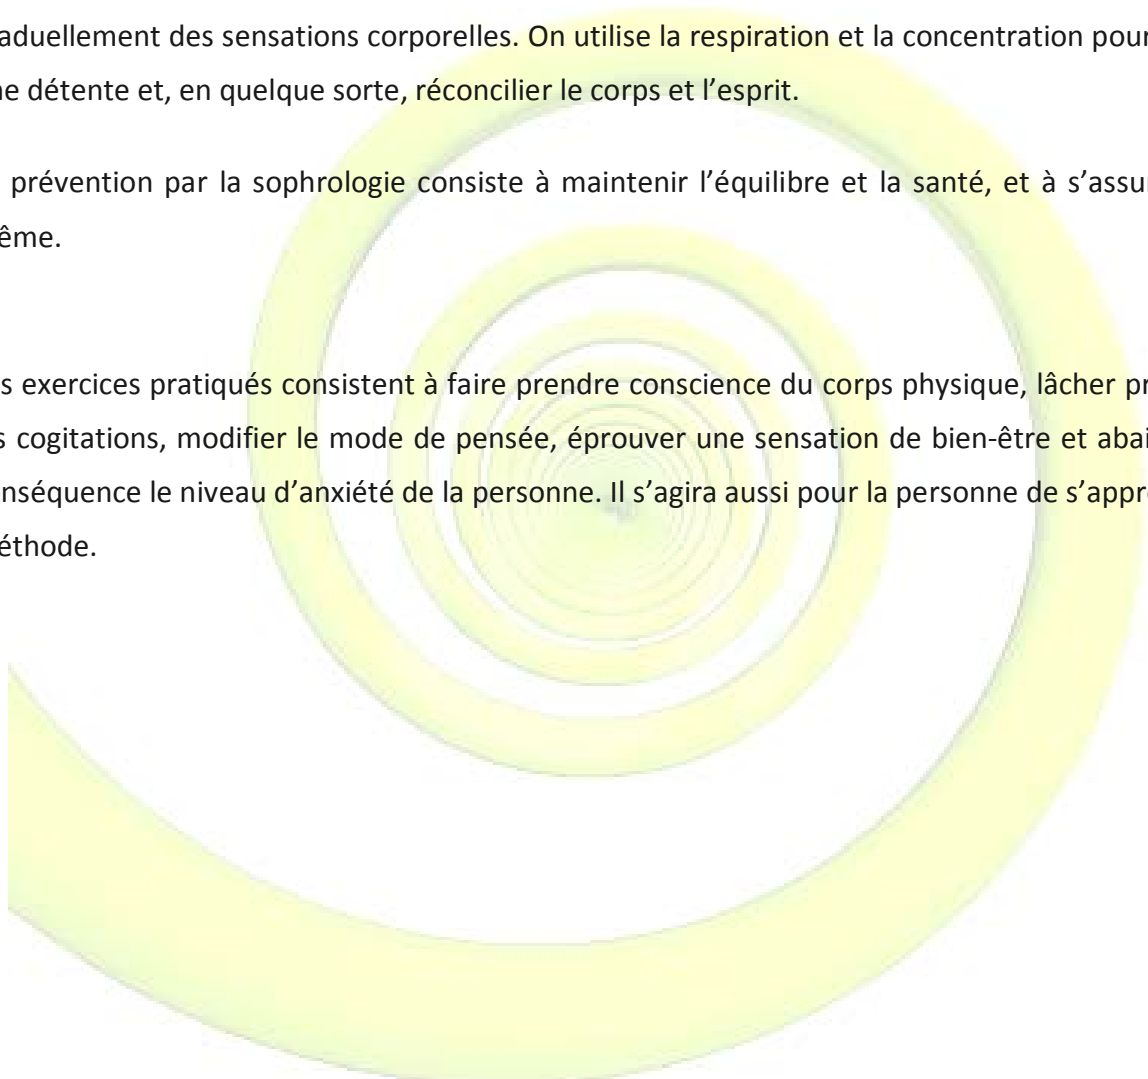 aduellement des sensations corporelles. On utilise la respiration et la concentration pour
ne détente et, en quelque sorte, réconcilier le corps et l’esprit.
prévention par la sophrologie consiste à maintenir l’équilibre et la santé, et à s’assu
ême.
s exercices pratiqués consistent à faire prendre conscience du corps physique, lâcher pr
s cogitations, modifier le mode de pensée, éprouver une sensation de bien-être et abai
nséquence le niveau d’anxiété de la personne. Il s’agira aussi pour la personne de s’appr
éthode.